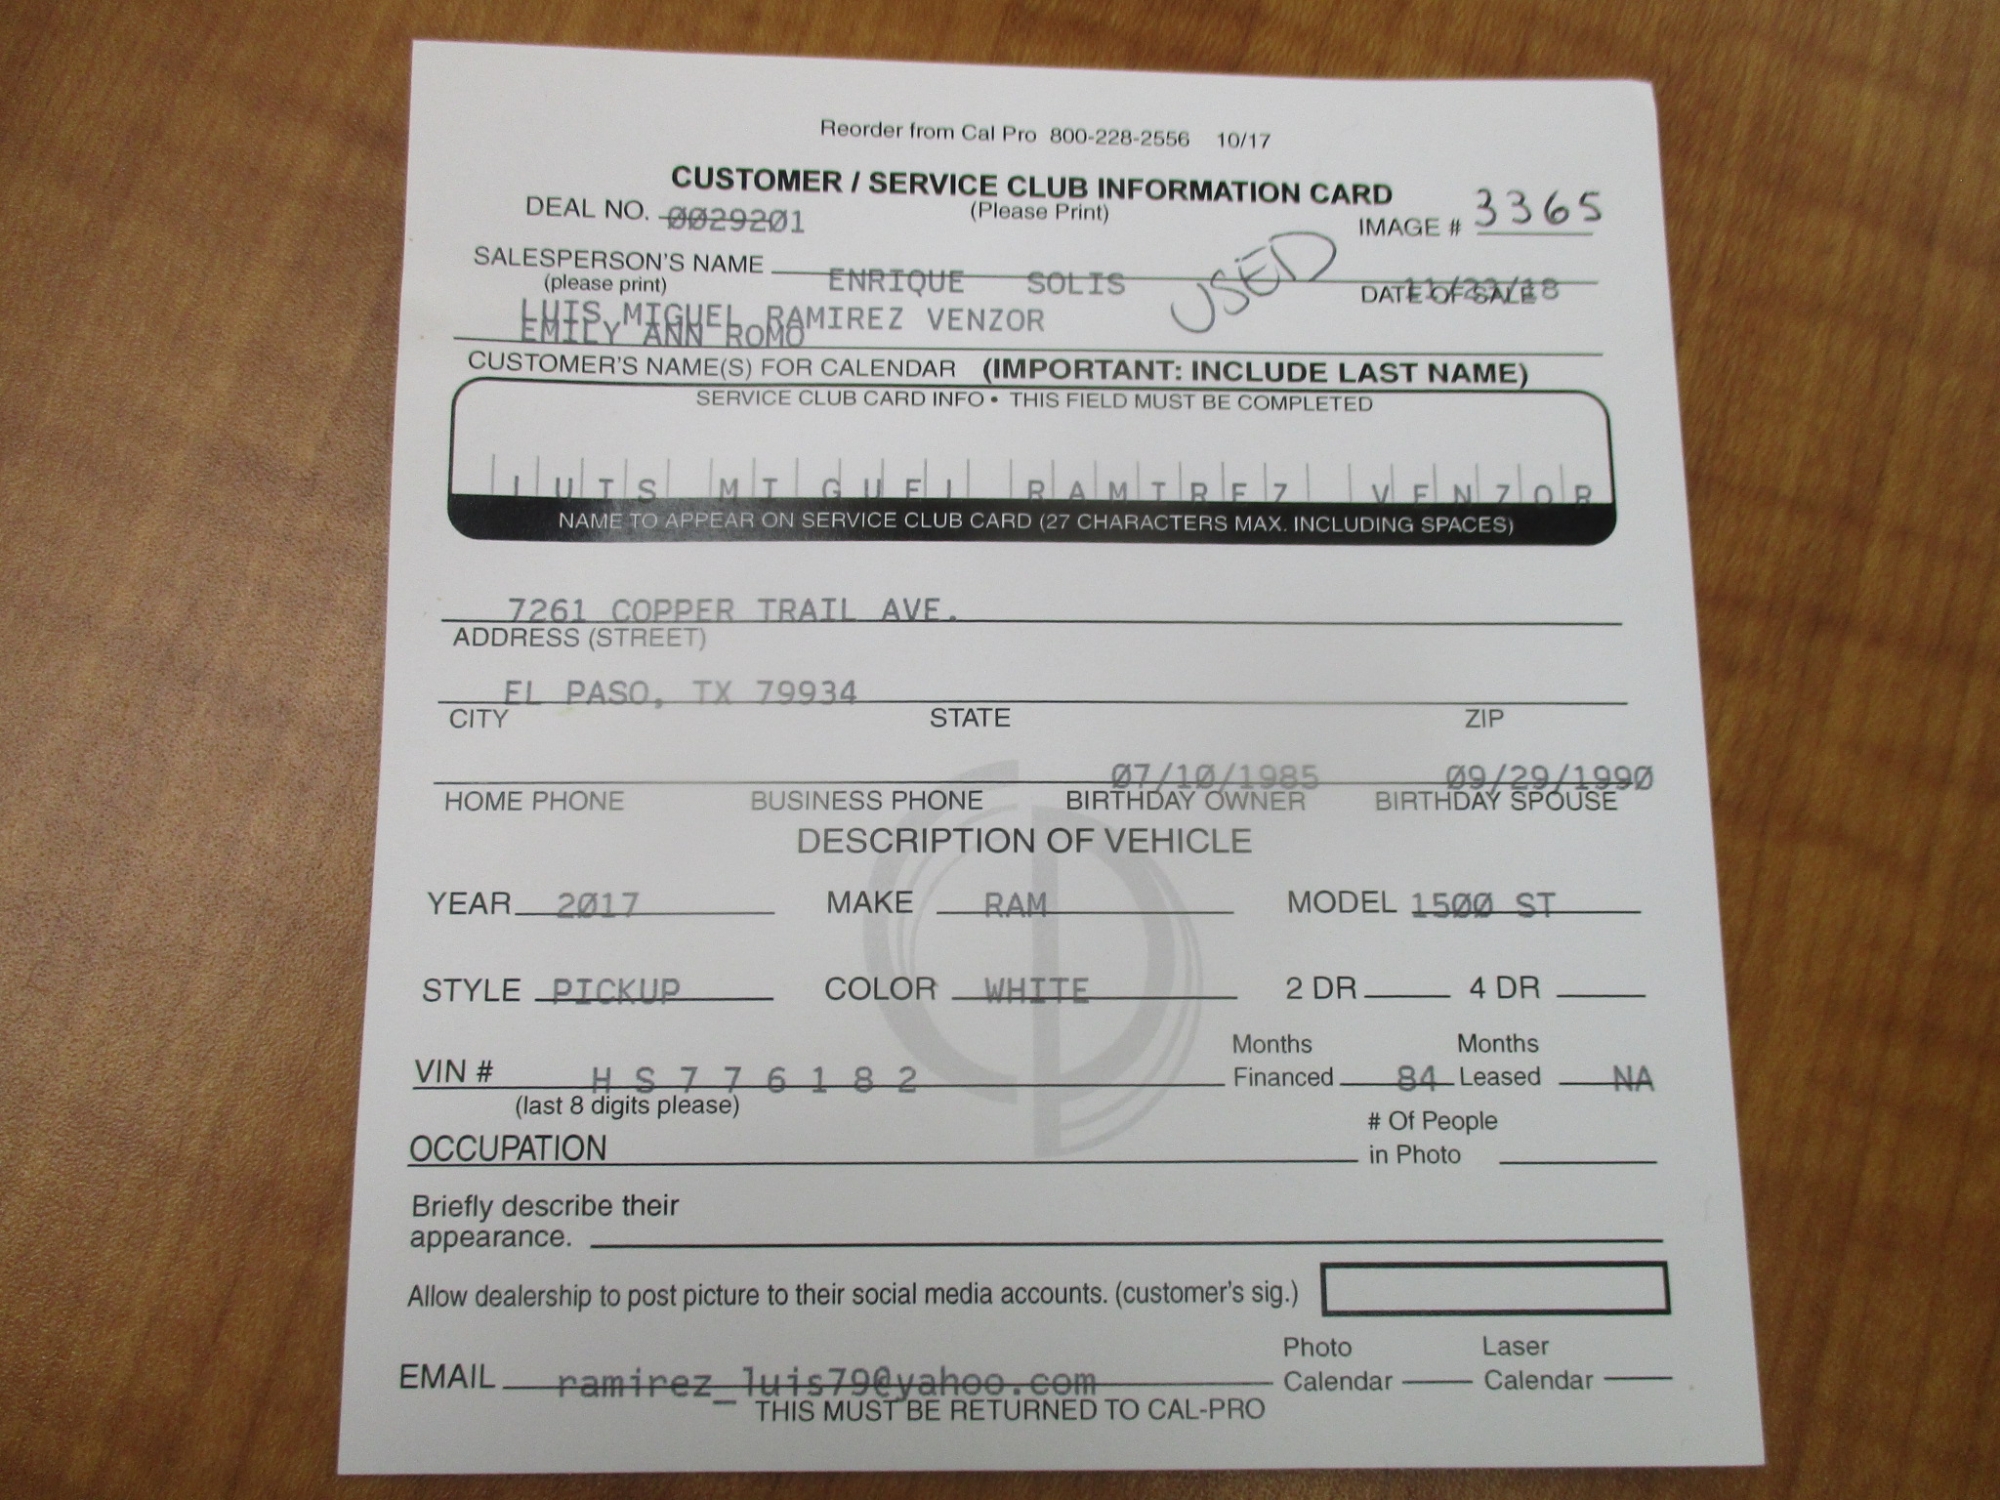 Reorder from Cal Pro 800-228-2556 10/17
CUSTOMER / SERVICE CLUB INFORMATION CARD
DEAL NO. 0029201 (Please Print) IMAGE # 3365
SALESPERSON'S NAME ENRIQUE SOLIS USED
(please print) DATE OF SALE
LUIS MIGUEL RAMIREZ VENZOR
EMILY ANN ROMO
CUSTOMER'S NAME(S) FOR CALENDAR (IMPORTANT: INCLUDE LAST NAME)
SERVICE CLUB CARD INFO • THIS FIELD MUST BE COMPLETED
LUIS MIGUEL RAMIREZ VENZOR
NAME TO APPEAR ON SERVICE CLUB CARD (27 CHARACTERS MAX. INCLUDING SPACES)
7261 COPPER TRAIL AVE.
ADDRESS (STREET)
EL PASO, TX 79934
CITY STATE ZIP
07/10/1985 09/29/1990
HOME PHONE BUSINESS PHONE BIRTHDAY OWNER BIRTHDAY SPOUSE
DESCRIPTION OF VEHICLE
YEAR 2017 MAKE RAM MODEL 1500 ST
STYLE PICKUP COLOR WHITE 2 DR 4 DR
Months Months
VIN # HS776182 Financed 84 Leased NA
(last 8 digits please)
# Of People
OCCUPATION in Photo
Briefly describe their
appearance.
Allow dealership to post picture to their social media accounts. (customer's sig.)
Photo Laser
EMAIL ramirez_luis79@yahoo.com Calendar Calendar
THIS MUST BE RETURNED TO CAL-PRO